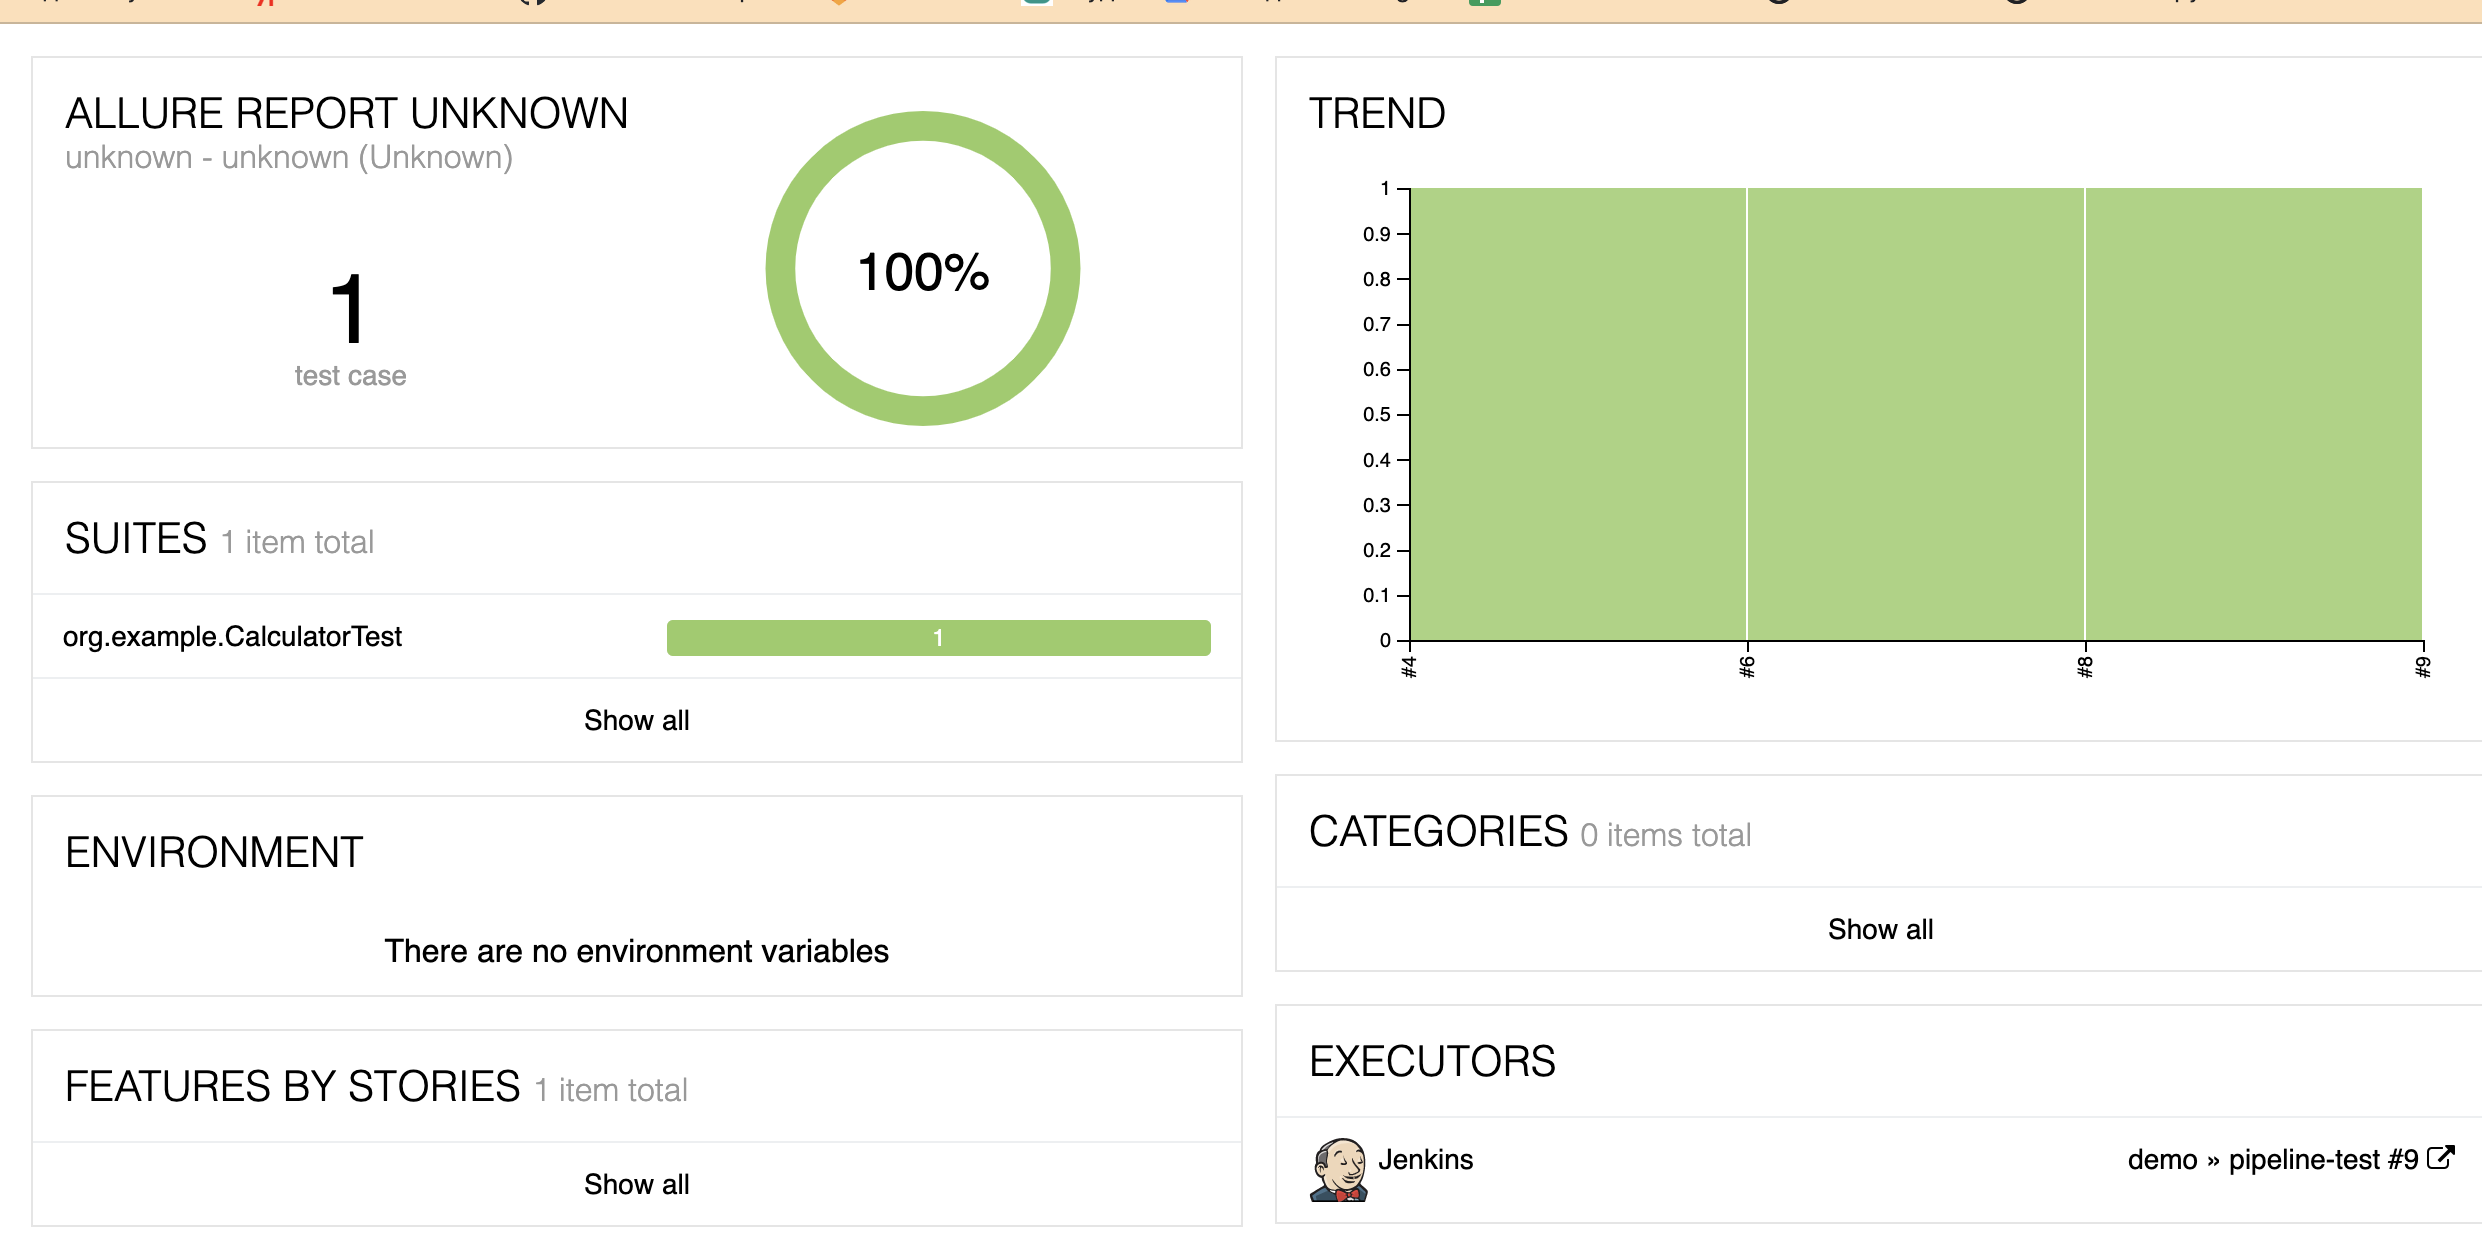 ALLURE REPORT UNKNOWN
unknown - unknown (Unknown)
1
test case
100%
SUITES 1 item total
org.example.CalculatorTest 1
Show all
ENVIRONMENT
There are no environment variables
FEATURES BY STORIES 1 item total
Show all
TREND
1
0.9
0.8
0.7
0.6
0.5
0.4
0.3
0.2
0.1
0
#4 #6 #8 #9
CATEGORIES 0 items total
Show all
EXECUTORS
Jenkins demo » pipeline-test #9